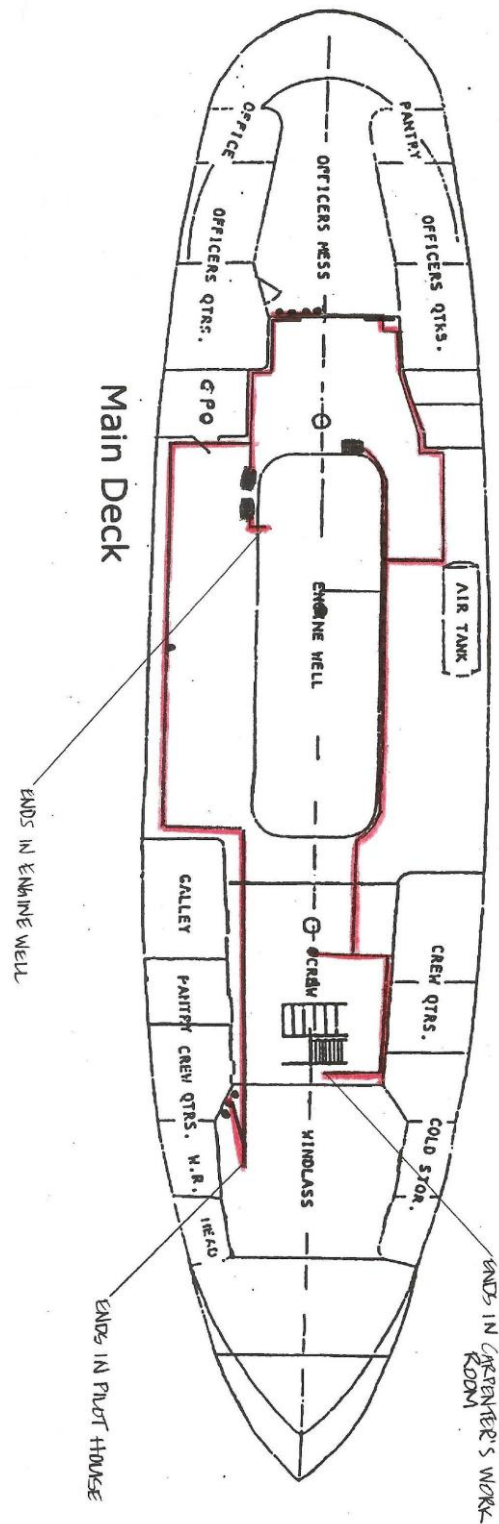 PANTRY
OFFICE
OFFICERS MESS
OFFICERS QTRS.
OFFICERS QTRS.
GPO
Main Deck
AIR TANK
ENGINE WELL
ENDS IN ENGINE WELL
GALLEY
CREW QTRS.
CREW
PANTRY
CREW QTRS.
W.R.
HEAD
COLD STOR.
WINDLASS
ENDS IN PILOT HOUSE
ENDS IN CARPENTER'S WORK
ROOM